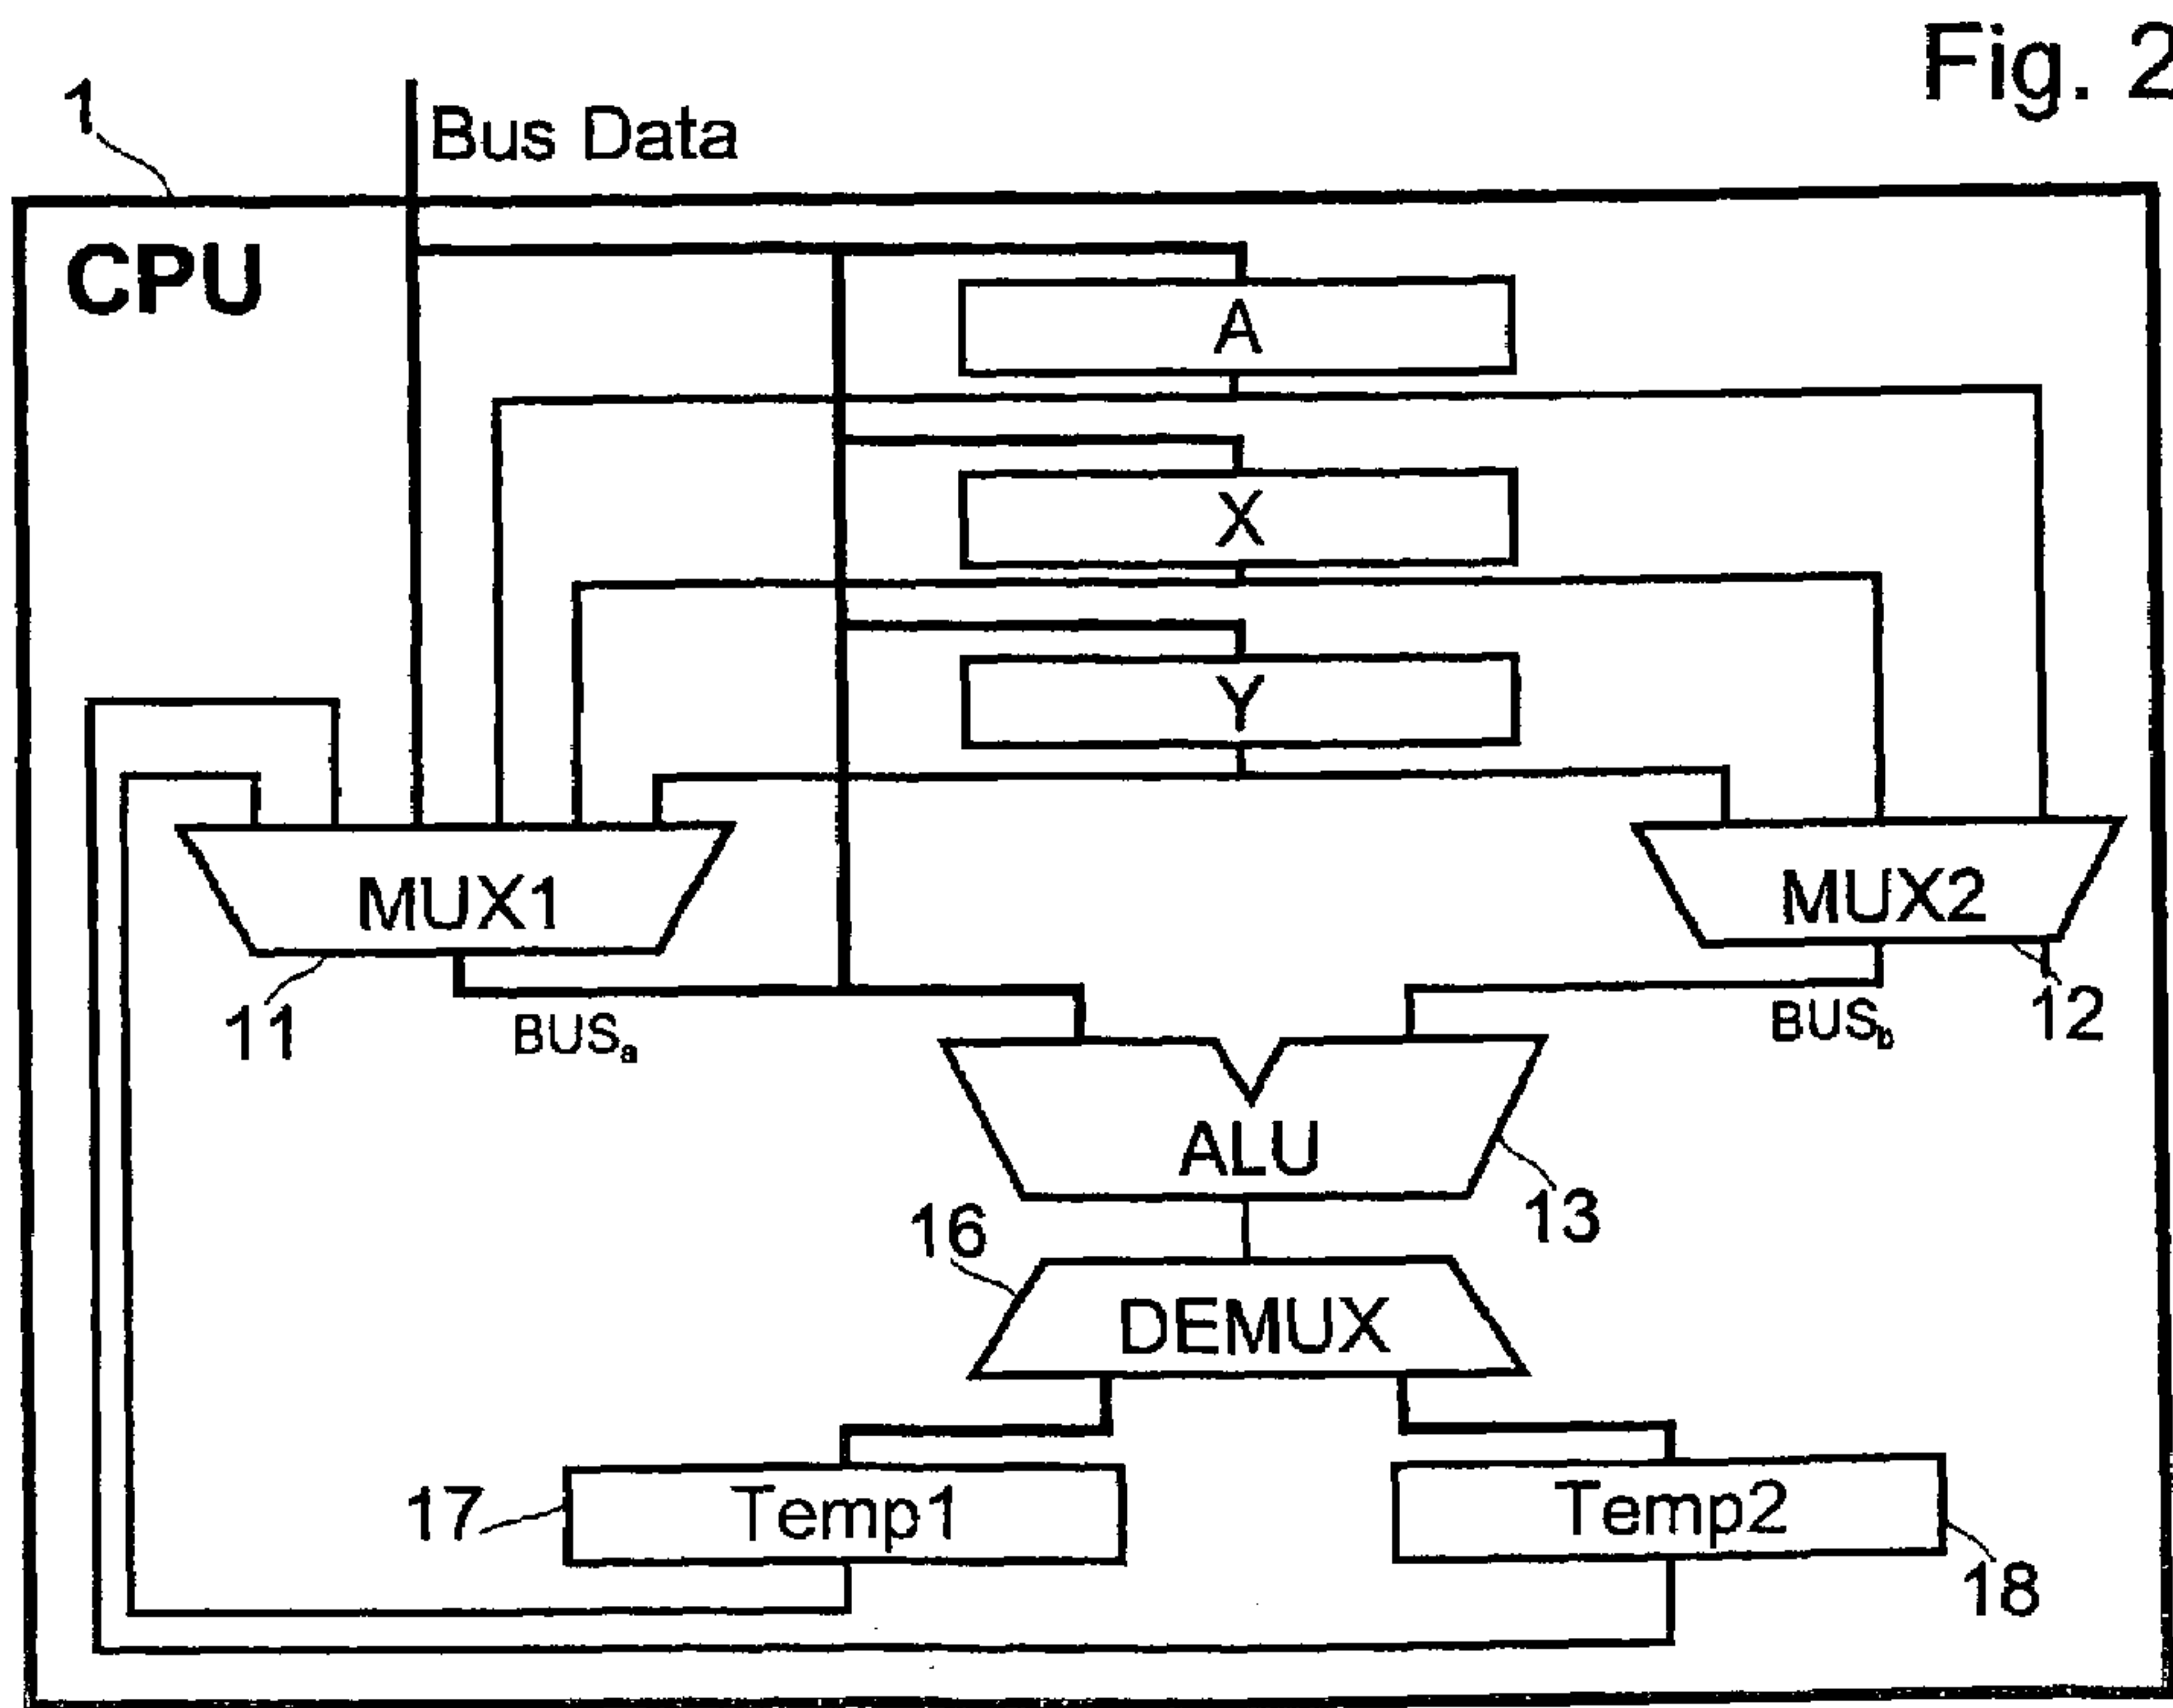 Fig. 2
1
Bus Data
CPU
A
X
Y
MUX1
MUX2
11
BUSa
BUSb
12
ALU
13
16
DEMUX
17
Temp1
Temp2
18